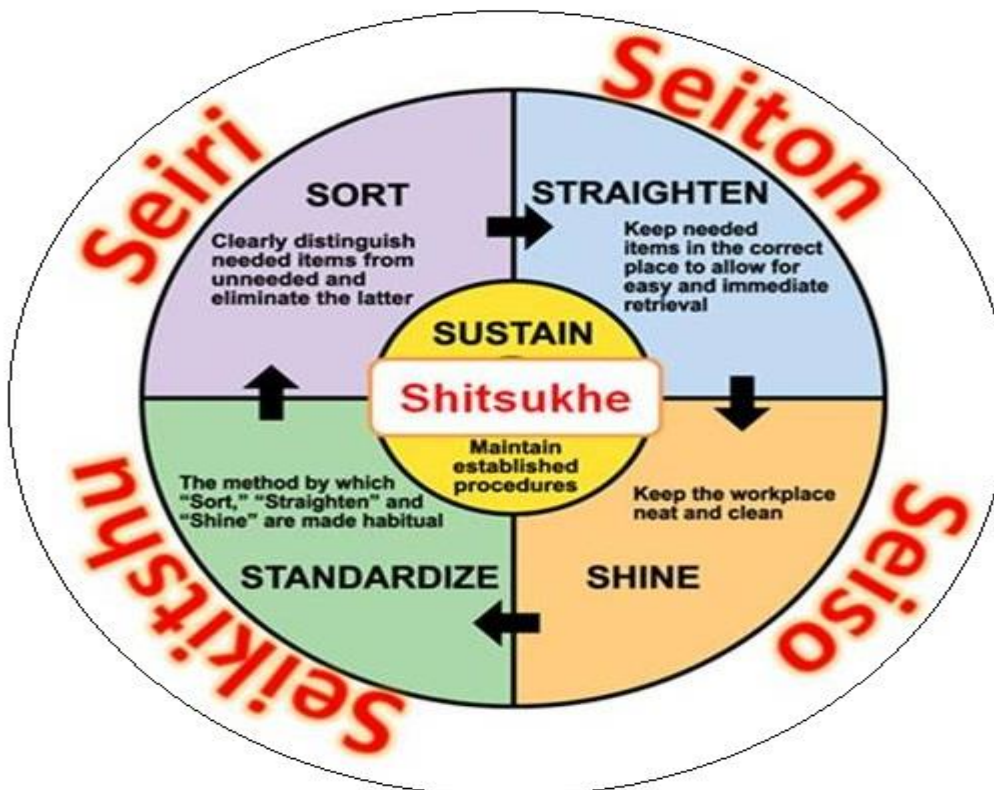 Seiri
Seiton
SORT
Clearly distinguish
needed items from
unneeded and
eliminate the latter
STRAIGHTEN
Keep needed
items in the correct
place to allow for
easy and immediate
retrieval
SUSTAIN
Shitsukhe
Maintain
established
procedures
The method by which
“Sort,” “Straighten” and
“Shine” are made habitual
STANDARDIZE
Keep the workplace
neat and clean
SHINE
Seikitshu
Seiso